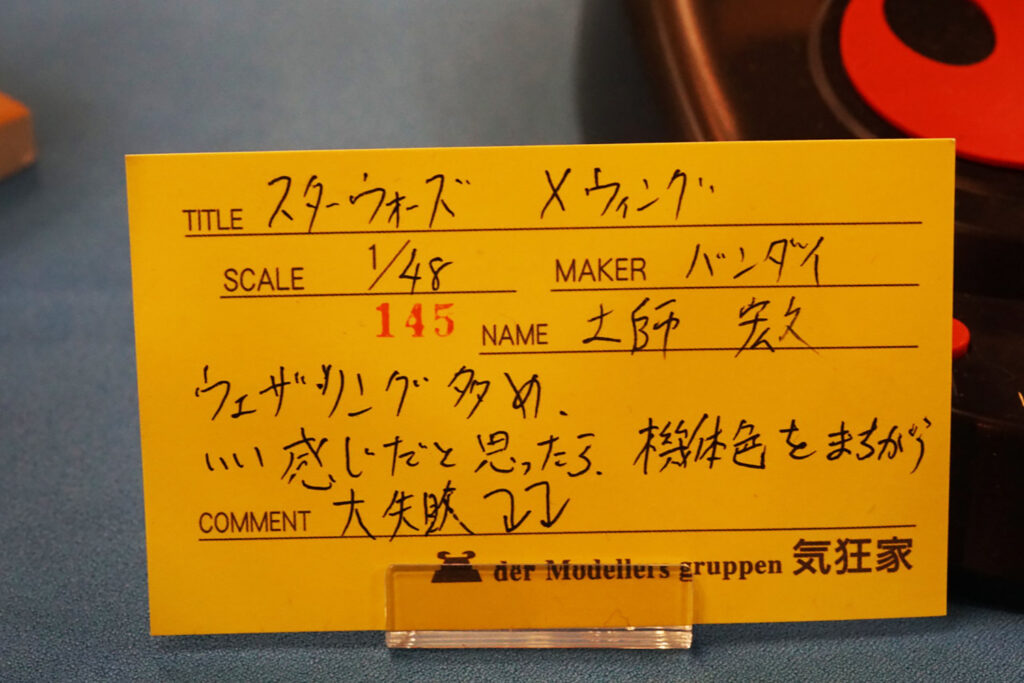 TITLE スターウォーズ Xウィング
SCALE 1/48 MAKER バンダイ
145 NAME 土師 宏文
ウェザリング多め、
いい感じだと思ったら、機体色をまちがう
COMMENT 大失敗⤵⤵
der Modellers gruppen 気狂家